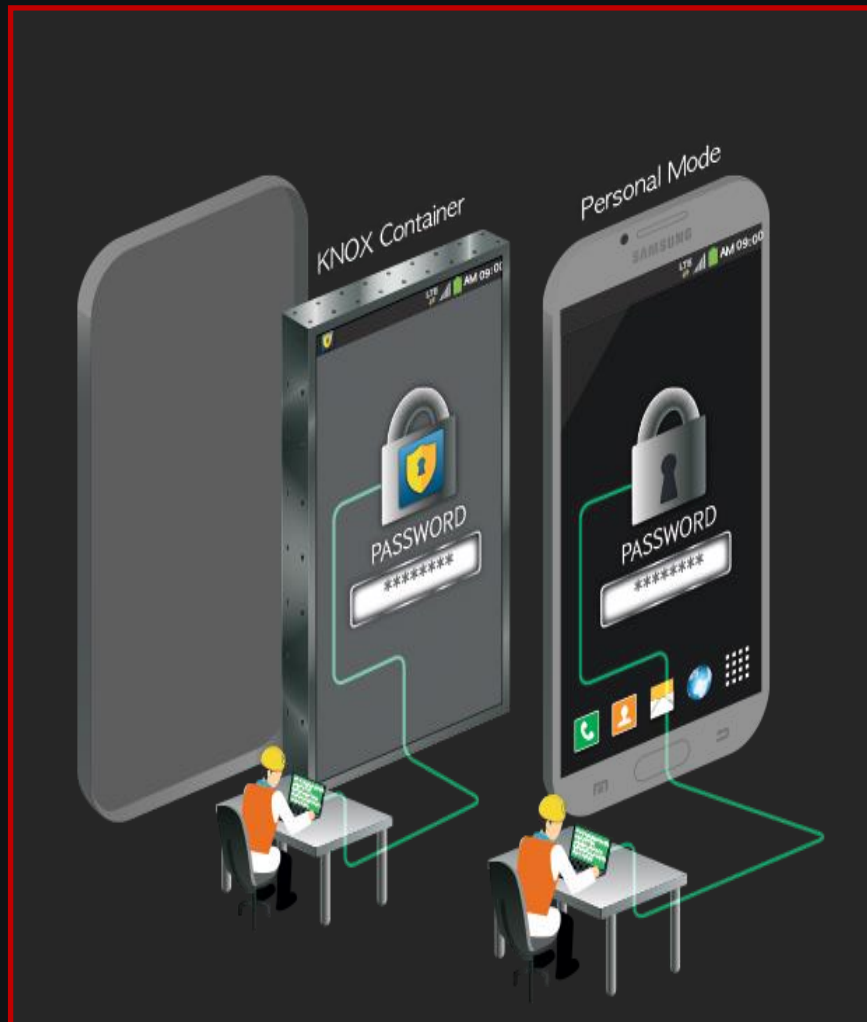 KNOX Container
Personal Mode
SAMSUNG
LTE AM 09:00
LTE AM 09:00
PASSWORD
********
PASSWORD
********